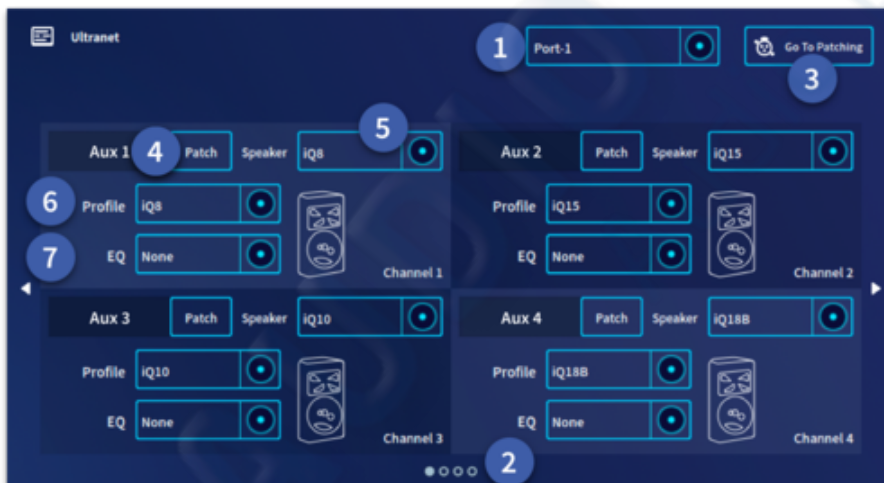 Ultranet
1
Port-1
Go To Patching
3
5
Aux 1
4
Patch
Speaker
iQ8
Aux 2
Patch
Speaker
iQ15
6
Profile
iQ8
Profile
iQ15
7
EQ
None
EQ
None
Channel 1
Channel 2
Aux 3
Patch
Speaker
iQ10
Aux 4
Patch
Speaker
iQ18B
Profile
iQ10
Profile
iQ18B
EQ
None
EQ
None
Channel 3
Channel 4
2